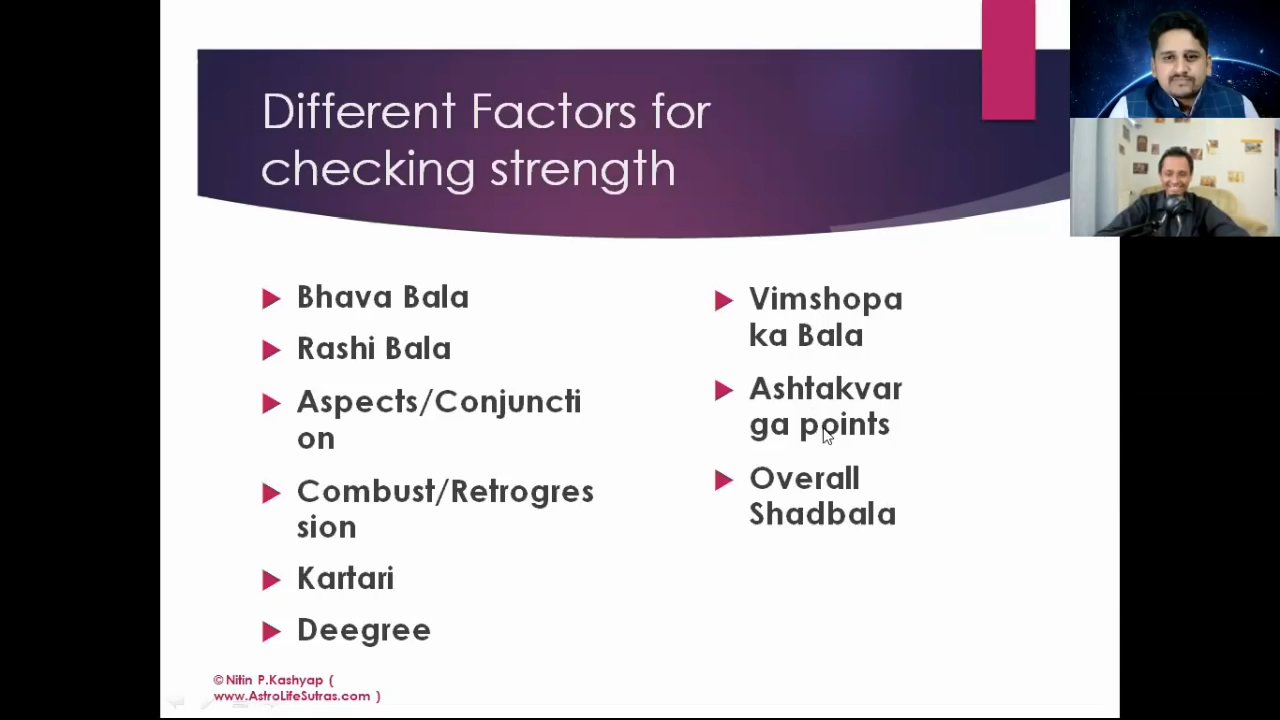 Different Factors for
checking strength
Bhava Bala
Rashi Bala
Aspects/Conjuncti
on
Combust/Retrogres
sion
Kartari
Deegree
Vimshopa
ka Bala
Ashtakvar
ga points
Overall
Shadbala
© Nitin P.Kashyap (
www.AstroLifeSutras.com )